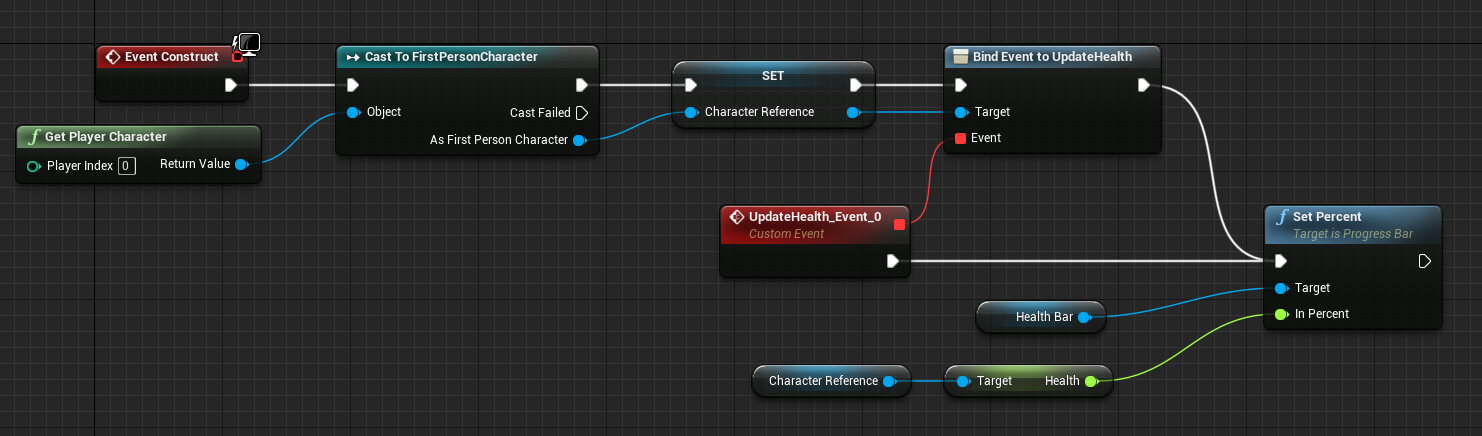 Event Construct
Cast To FirstPersonCharacter
SET
Bind Event to UpdateHealth
Object
Cast Failed
Character Reference
Target
Get Player Character
As First Person Character
Event
Player Index 0
Return Value
UpdateHealth_Event_0
Custom Event
Set Percent
Target is Progress Bar
Target
Health Bar
In Percent
Character Reference
Target
Health